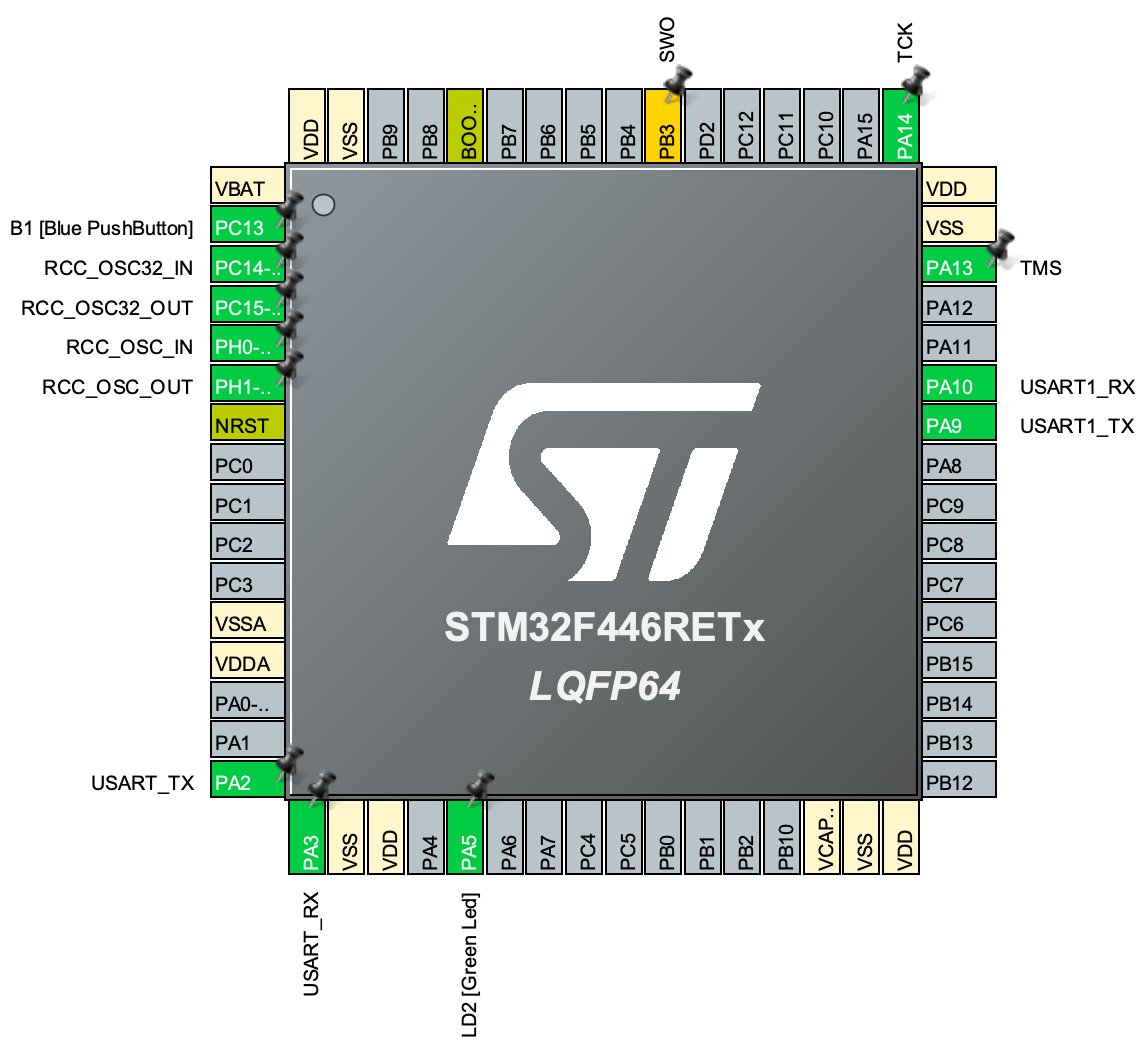 SWO
TCK
VDD
VSS
PB9
PB8
BOO..
PB7
PB6
PB5
PB4
PB3
PD2
PC12
PC11
PC10
PA15
PA14
VBAT
B1 [Blue PushButton] PC13
RCC_OSC32_IN PC14-..
RCC_OSC32_OUT PC15-..
RCC_OSC_IN PH0-..
RCC_OSC_OUT PH1-..
NRST
PC0
PC1
PC2
PC3
VSSA
VDDA
PA0-..
PA1
USART_TX PA2
STM32F446RETx
LQFP64
VDD
VSS
PA13 TMS
PA12
PA11
PA10 USART1_RX
PA9 USART1_TX
PA8
PC9
PC8
PC7
PC6
PB15
PB14
PB13
PB12
PA3
VSS
VDD
PA4
PA5
PA6
PA7
PC4
PC5
PB0
PB1
PB2
PB10
VCAP..
VSS
VDD
USART_RX
LD2 [Green Led]